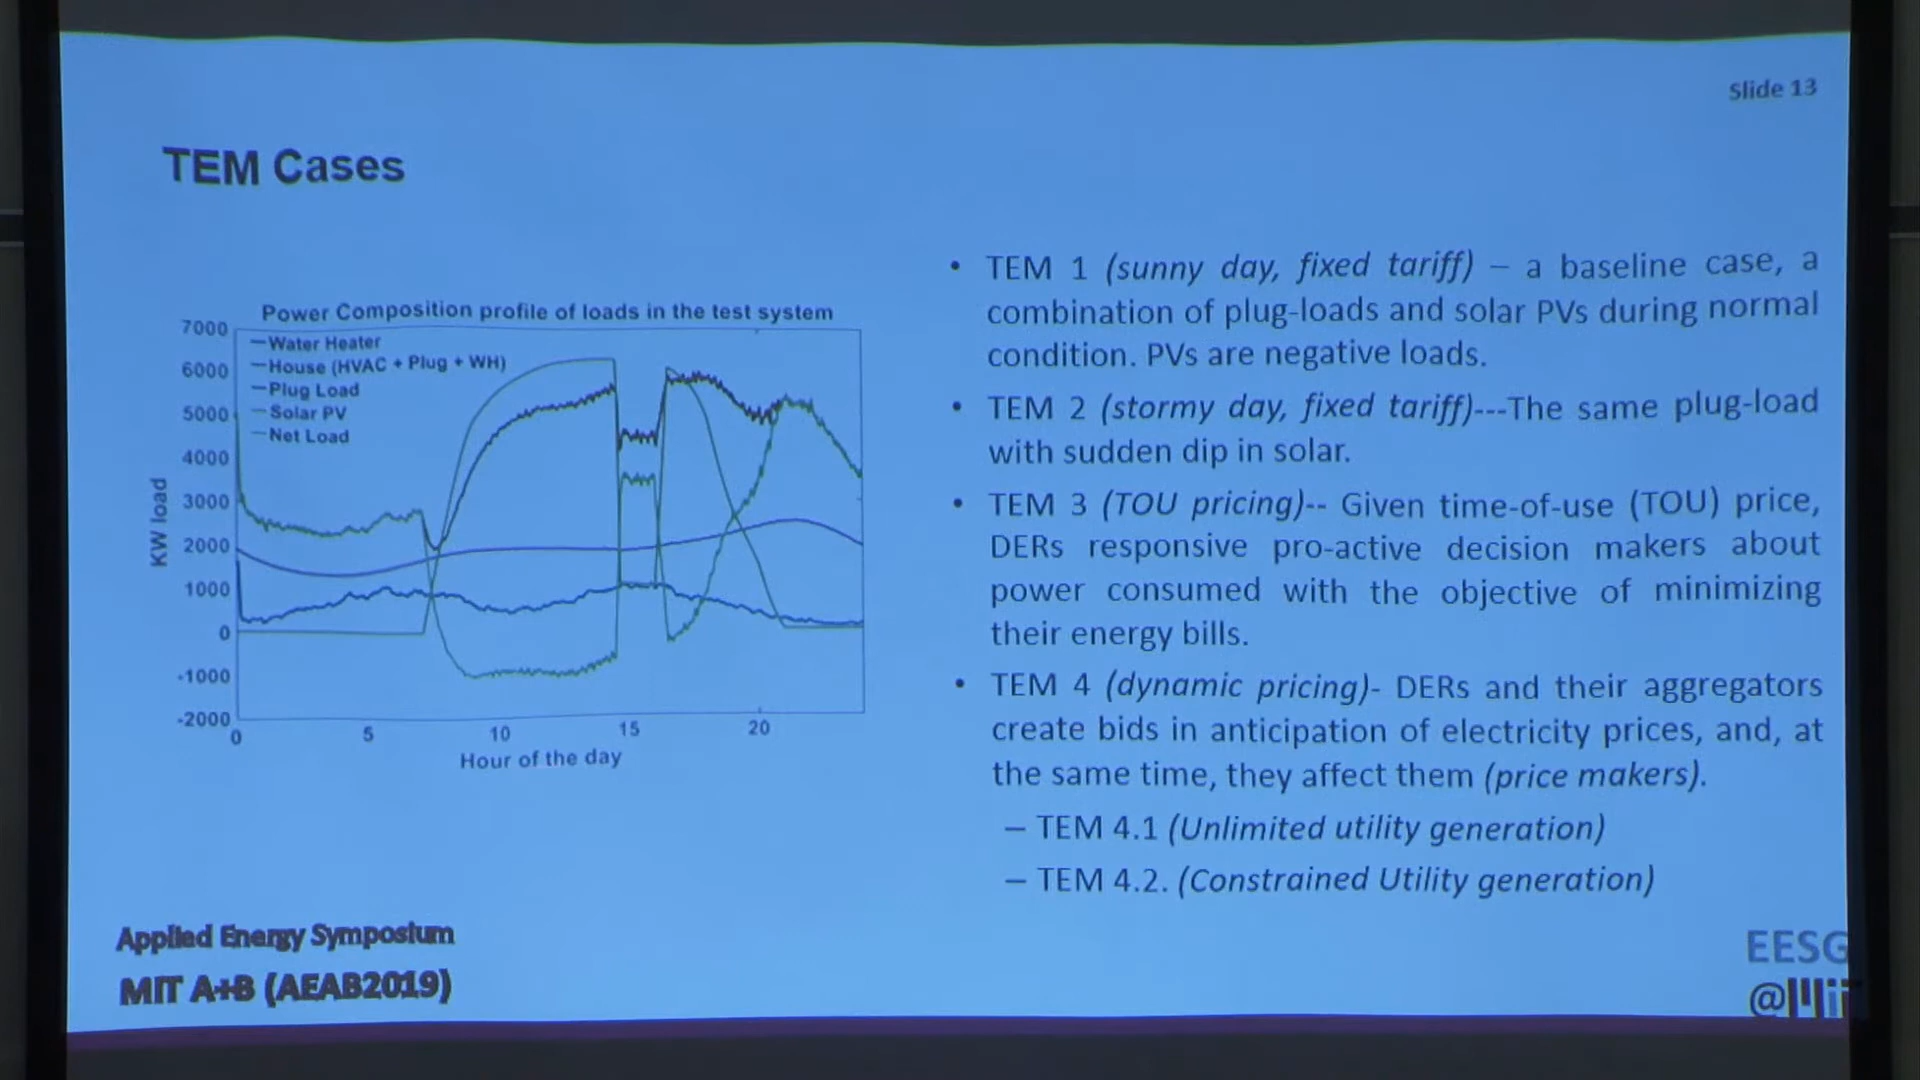 Slide 13
TEM Cases
Power Composition profile of loads in the test system
7000
6000
5000
4000
3000
2000
1000
0
-1000
-2000
KW load
Water Heater
House (HVAC + Plug + WH)
Plug Load
Solar PV
Net Load
0 5 10 15 20
Hour of the day
• TEM 1 (sunny day, fixed tariff) – a baseline case, a
combination of plug-loads and solar PVs during normal
condition. PVs are negative loads.
• TEM 2 (stormy day, fixed tariff)---The same plug-load
with sudden dip in solar.
• TEM 3 (TOU pricing)-- Given time-of-use (TOU) price,
DERs responsive pro-active decision makers about
power consumed with the objective of minimizing
their energy bills.
• TEM 4 (dynamic pricing)- DERs and their aggregators
create bids in anticipation of electricity prices, and, at
the same time, they affect them (price makers).
– TEM 4.1 (Unlimited utility generation)
– TEM 4.2. (Constrained Utility generation)
Applied Energy Symposium
MIT A+B (AEAB2019)
EESG
@MIT